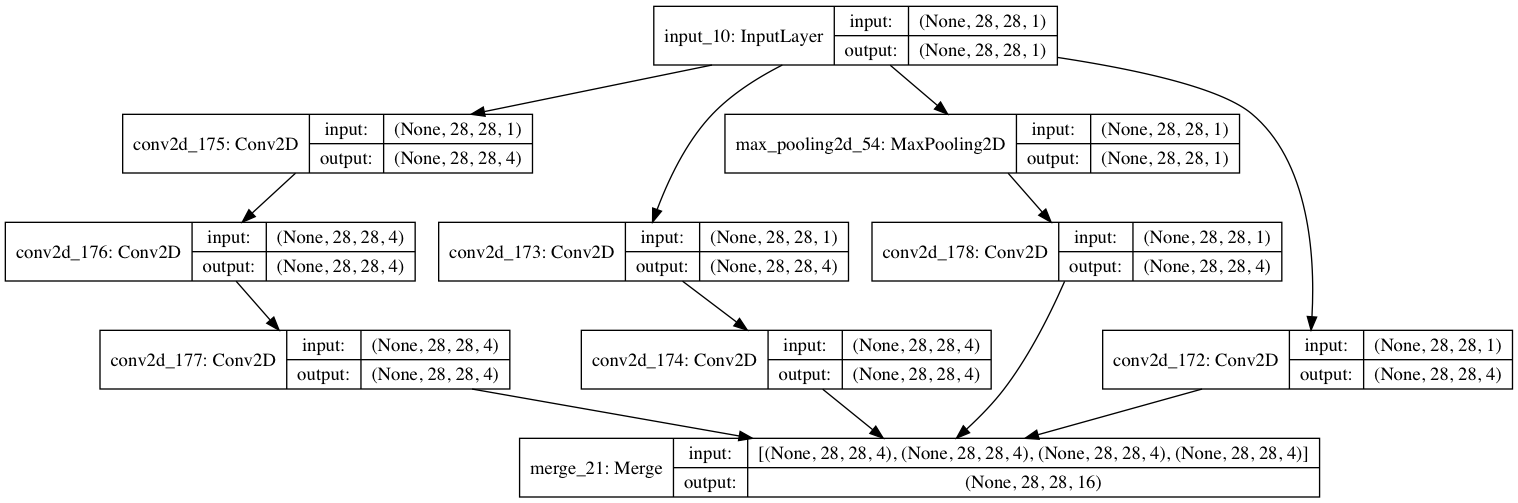 input_10: InputLayer
input: (None, 28, 28, 1)
output: (None, 28, 28, 1)
conv2d_175: Conv2D
input: (None, 28, 28, 1)
output: (None, 28, 28, 4)
max_pooling2d_54: MaxPooling2D
input: (None, 28, 28, 1)
output: (None, 28, 28, 1)
conv2d_176: Conv2D
input: (None, 28, 28, 4)
output: (None, 28, 28, 4)
conv2d_173: Conv2D
input: (None, 28, 28, 1)
output: (None, 28, 28, 4)
conv2d_178: Conv2D
input: (None, 28, 28, 1)
output: (None, 28, 28, 4)
conv2d_177: Conv2D
input: (None, 28, 28, 4)
output: (None, 28, 28, 4)
conv2d_174: Conv2D
input: (None, 28, 28, 4)
output: (None, 28, 28, 4)
conv2d_172: Conv2D
input: (None, 28, 28, 1)
output: (None, 28, 28, 4)
merge_21: Merge
input: [(None, 28, 28, 4), (None, 28, 28, 4), (None, 28, 28, 4), (None, 28, 28, 4)]
output: (None, 28, 28, 16)